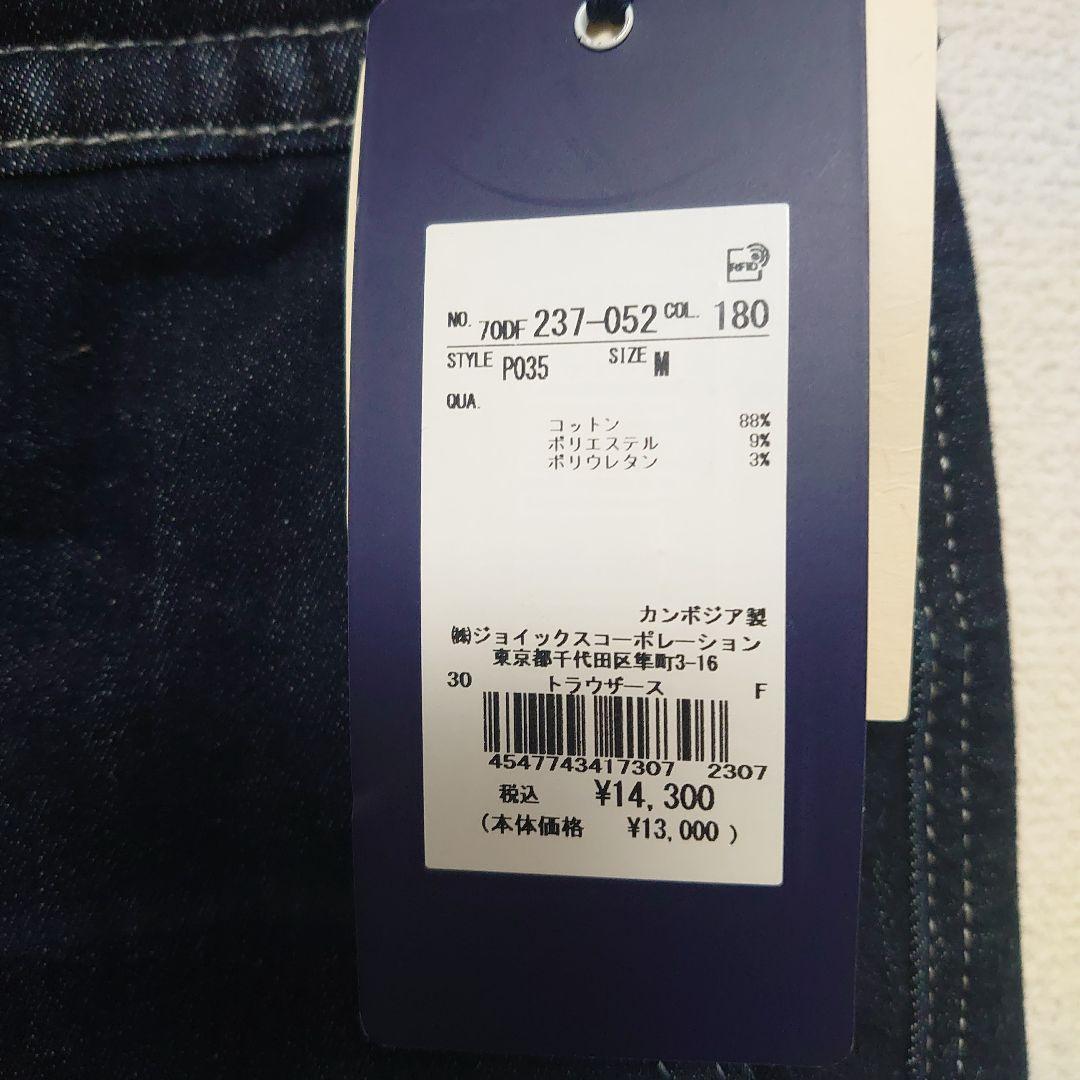 RFID
NO. 70DF 237-052 COL. 180
STYLE P035 SIZE M
QUA.
コットン 88%
ポリエステル 9%
ポリウレタン 3%
カンボジア製
㈱ジョイックスコーポレーション
東京都千代田区隼町3-16
30 トラウザース F
4547743417307 2307
税込 ¥14,300
(本体価格 ¥13,000 )